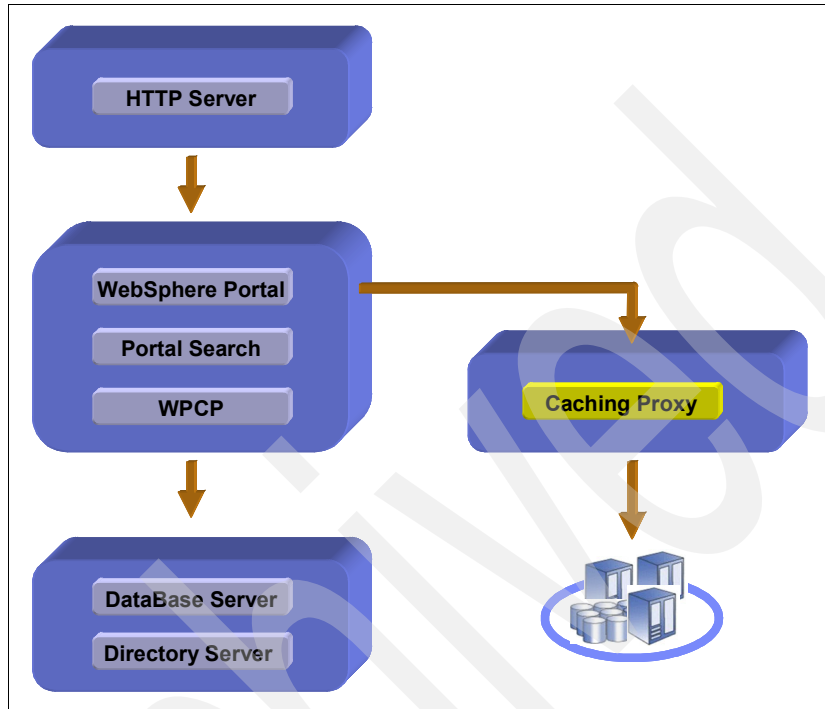 HTTP Server
WebSphere Portal
Portal Search
WPCP
Caching Proxy
DataBase Server
Directory Server